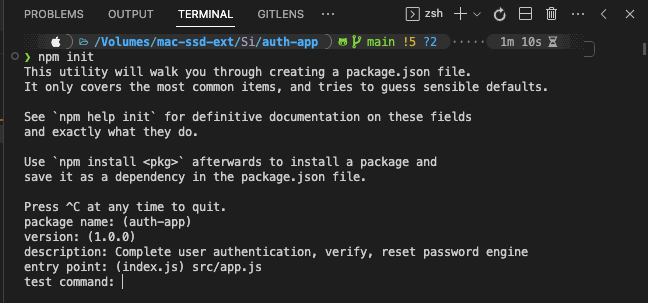 PROBLEMS OUTPUT TERMINAL GITLENS ... zsh
/Volumes/mac-ssd-ext/Si/auth-app main !5 ?2 1m 10s
❯ npm init
This utility will walk you through creating a package.json file.
It only covers the most common items, and tries to guess sensible defaults.
See `npm help init` for definitive documentation on these fields
and exactly what they do.
Use `npm install <pkg>` afterwards to install a package and
save it as a dependency in the package.json file.
Press ^C at any time to quit.
package name: (auth-app)
version: (1.0.0)
description: Complete user authentication, verify, reset password engine
entry point: (index.js) src/app.js
test command: